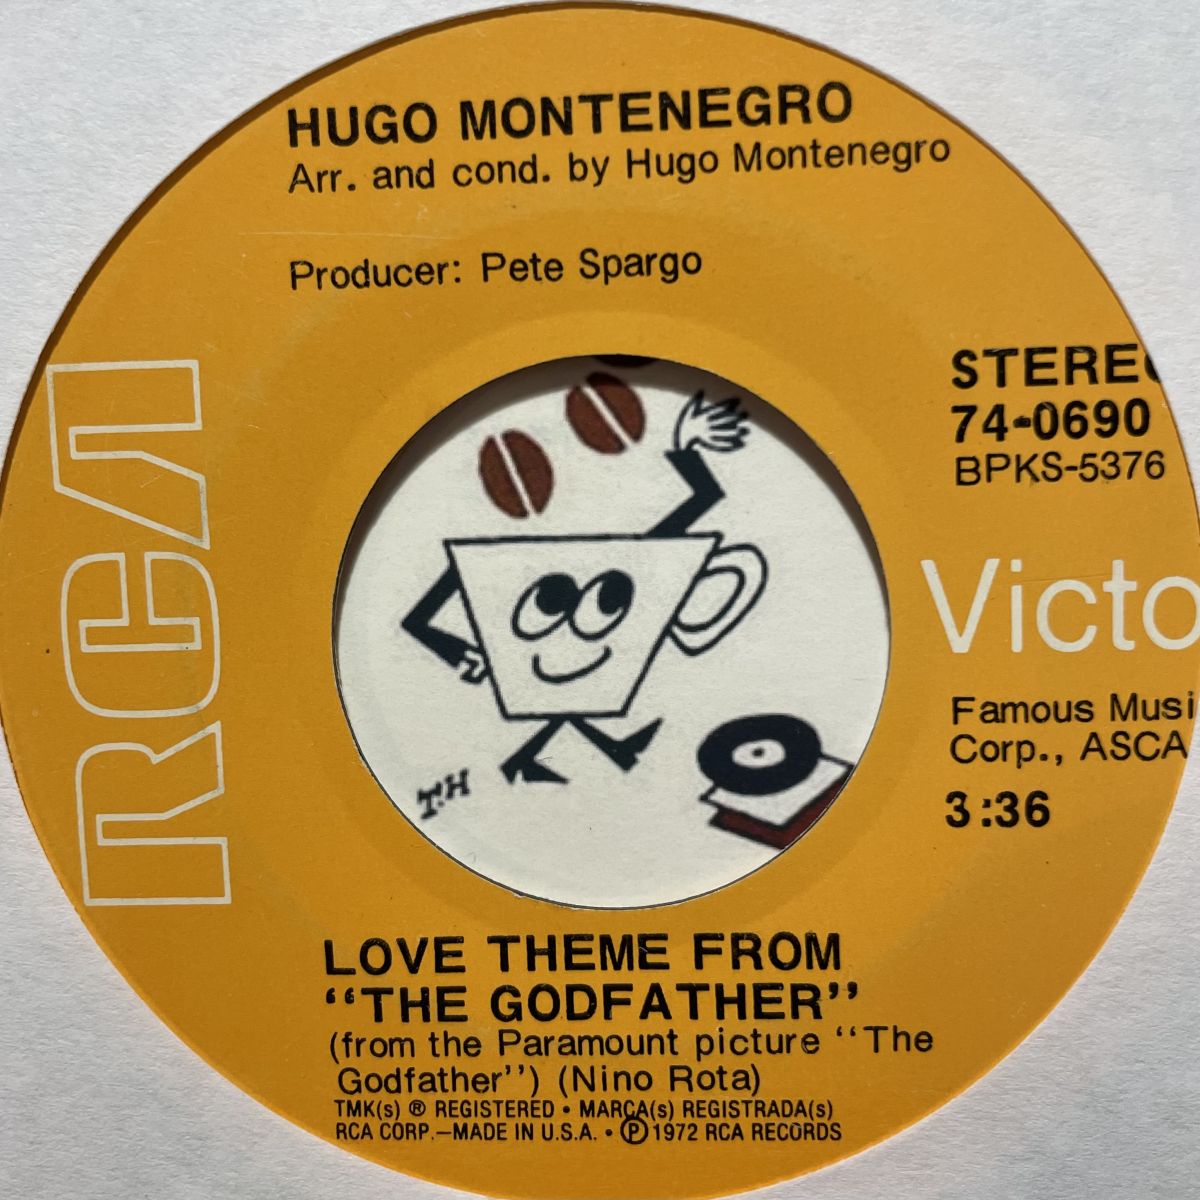 HUGO MONTENEGRO
Arr. and cond. by Hugo Montenegro
Producer: Pete Spargo
RCA
STEREO
74-0690
BPKS-5376
Victo
Famous Musi
Corp., ASCA
3:36
T.H
LOVE THEME FROM
"THE GODFATHER"
(from the Paramount picture "The
Godfather") (Nino Rota)
TMK(s) ® REGISTERED • MARCA(s) REGISTRADA(s)
RCA CORP.—MADE IN U.S.A. • ℗ 1972 RCA RECORDS